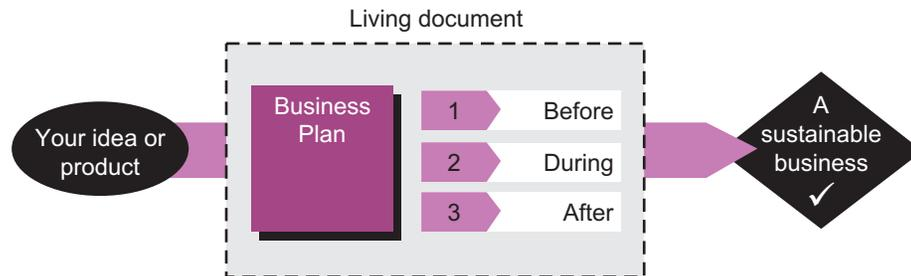 Living document
Your idea or
product
Business
Plan
1 Before
2 During
3 After
A
sustainable
business
✓